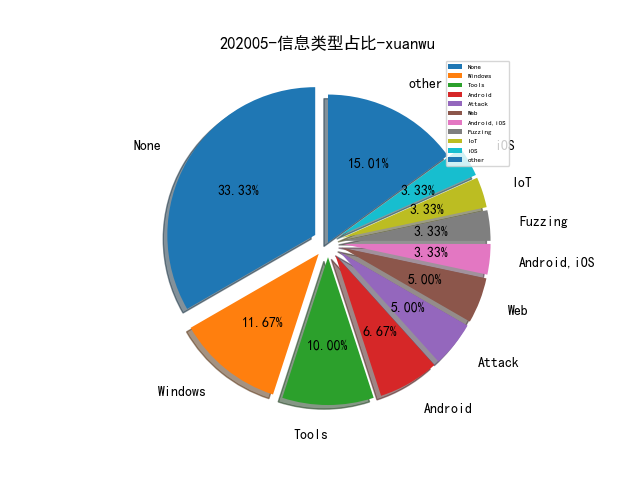 202005-信息类型占比-xuanwu
None
Windows
Tools
Android
Attack
Web
Android,iOS
Fuzzing
IoT
iOS
other
None
Windows
Tools
Android
Attack
Web
Android,iOS
Fuzzing
IoT
iOS
other
33.33%
11.67%
10.00%
6.67%
5.00%
5.00%
3.33%
3.33%
3.33%
3.33%
15.01%